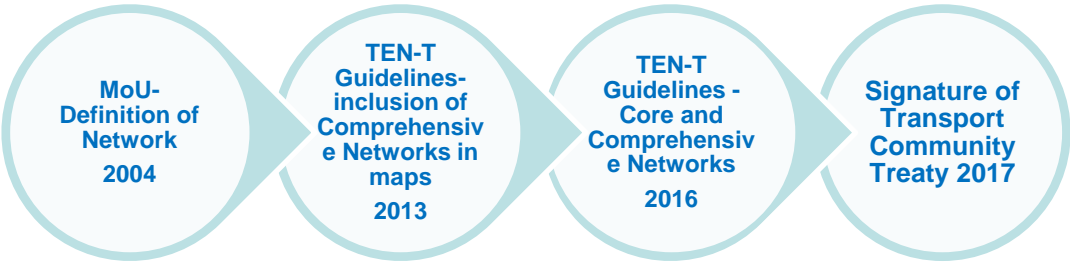 MoU-
Definition of
Network
2004
TEN-T
Guidelines-
inclusion of
Comprehensiv
e Networks in
maps
2013
TEN-T
Guidelines -
Core and
Comprehensiv
e Networks
2016
Signature of
Transport
Community
Treaty 2017